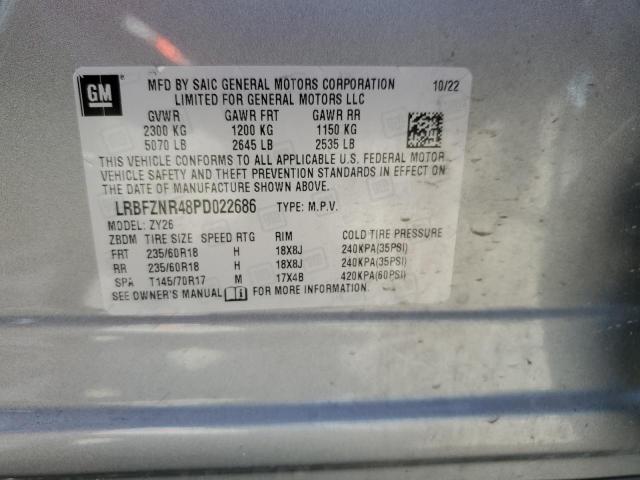 GM
MFD BY SAIC GENERAL MOTORS CORPORATION 10/22
LIMITED FOR GENERAL MOTORS LLC
GVWR GAWR FRT GAWR RR
2300 KG 1200 KG 1150 KG
5070 LB 2645 LB 2535 LB
THIS VEHICLE CONFORMS TO ALL APPLICABLE U.S. FEDERAL MOTOR
VEHICLE SAFETY AND THEFT PREVENTION STANDARDS IN EFFECT ON
THE DATE OF MANUFACTURE SHOWN ABOVE.
LRBFZNR48PD022686 TYPE: M.P.V.
MODEL: ZY26
ZBDM TIRE SIZE SPEED RTG RIM COLD TIRE PRESSURE
FRT 235/60R18 H 18X8J 240KPA(35PSI)
RR 235/60R18 H 18X8J 240KPA(35PSI)
SPA T145/70R17 M 17X4B 420KPA(60PSI)
SEE OWNER'S MANUAL FOR MORE INFORMATION.